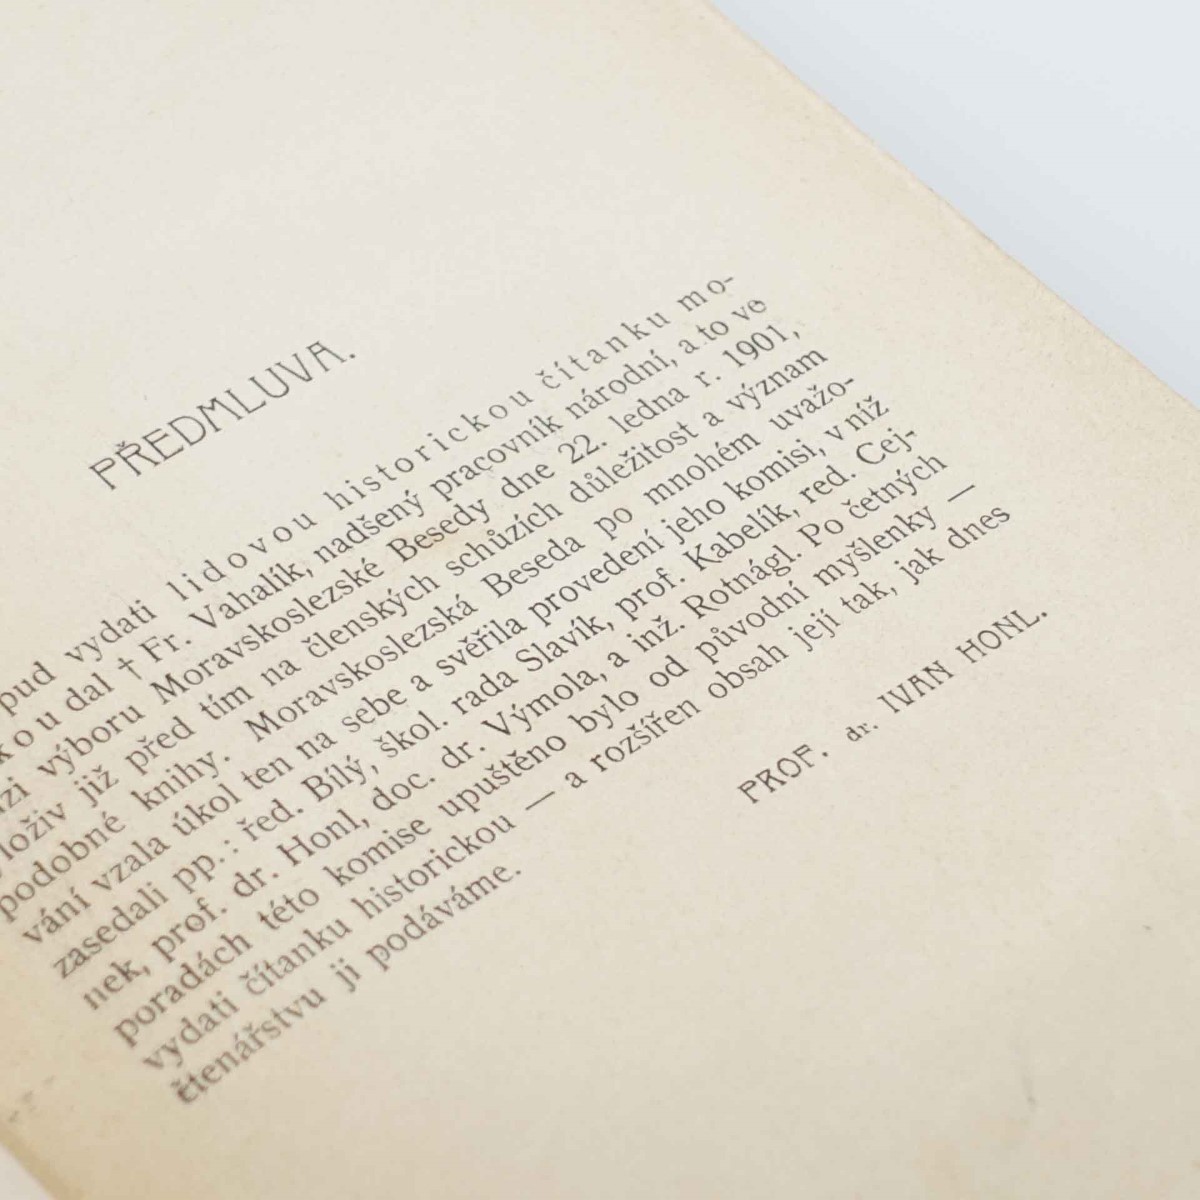 PŘEDMLUVA.
pud vydati lidovou historickou čítanku mo-
kou dal † Fr. Vahalík, nadšený pracovník národní, a to ve
zi výboru Moravskoslezské Besedy dne 22. ledna r. 1901,
loživ již před tím na členských schůzích důležitost a význam
podobné knihy. Moravskoslezská Beseda po mnohém uvažo-
vání vzala úkol ten na sebe a svěřila provedení jeho komisi, v níž
zasedali pp.: řed. Bílý, škol. rada Slavík, prof. Kabelík, red. Cej-
nek, prof. dr. Honl, doc. dr. Výmola, a inž. Rotnágl. Po četných
poradách této komise upuštěno bylo od původní myšlenky —
vydati čítanku historickou — a rozšířen obsah její tak, jak dnes
čtenářstvu ji podáváme.
PROF. dr. IVAN HONL.